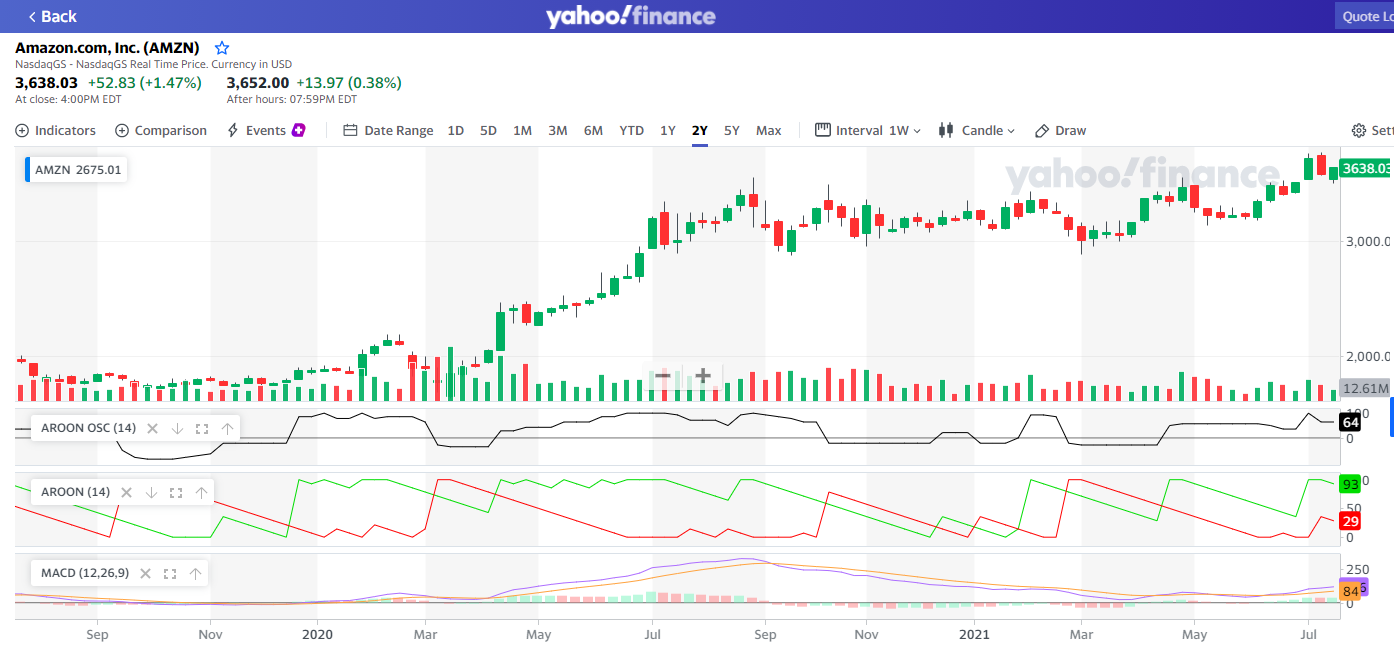 Back
yahoo!finance
Quote Lo
Amazon.com, Inc. (AMZN)
NasdaqGS - NasdaqGS Real Time Price. Currency in USD
3,638.03 +52.83 (+1.47%) 3,652.00 +13.97 (0.38%)
At close: 4:00PM EDT After hours: 07:59PM EDT
Indicators Comparison Events Date Range 1D 5D 1M 3M 6M YTD 1Y 2Y 5Y Max Interval 1W Candle Draw Sett
AMZN 2675.01
yahoo!finance
3638.03
3,000.0
2,000.0
12.61M
AROON OSC (14)
100
64
0
AROON (14)
93
50
29
0
MACD (12,26,9)
250
84
0
Sep Nov 2020 Mar May Jul Sep Nov 2021 Mar May Jul